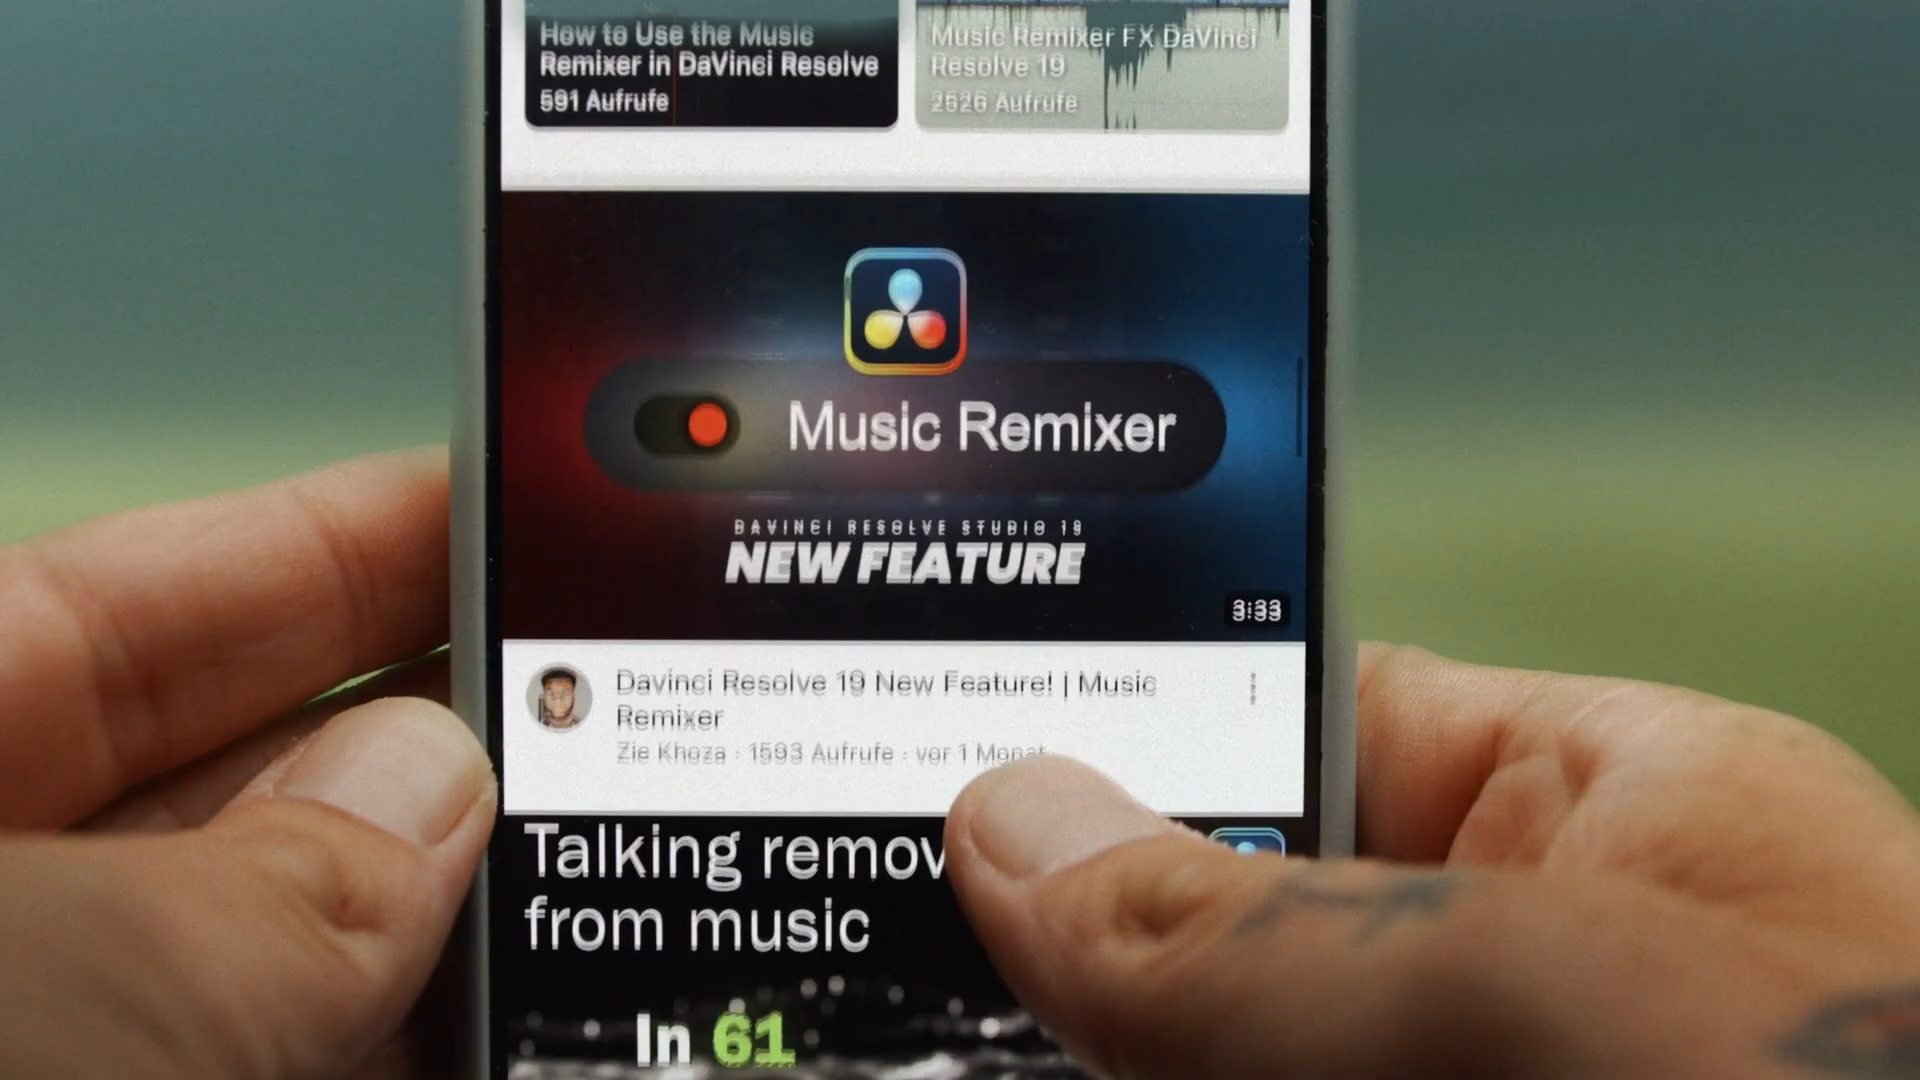 How to Use the Music
Remixer in DaVinci Resolve
591 Aufrufe
Music Remixer FX DaVinci
Resolve 19
2526 Aufrufe
Music Remixer
DAVINCI RESOLVE STUDIO 19
NEW FEATURE
3:33
Davinci Resolve 19 New Feature! | Music
Remixer
Zie Khoza · 1593 Aufrufe · vor 1 Monat
Talking remov
from music
In 61